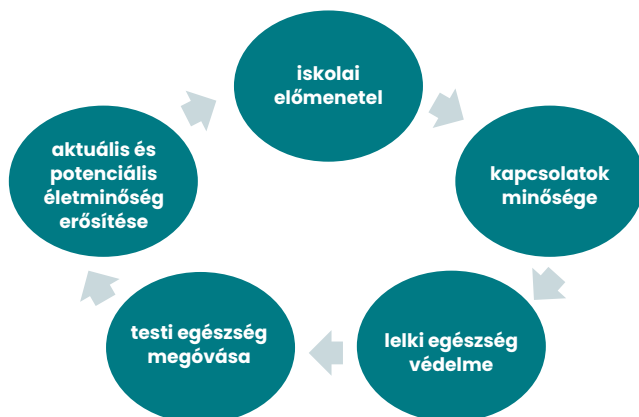 iskolai
előmenetel
kapcsolatok
minősége
lelki egészség
védelme
testi egészség
megóvása
aktuális és
potenciális
életminőség
erősítése